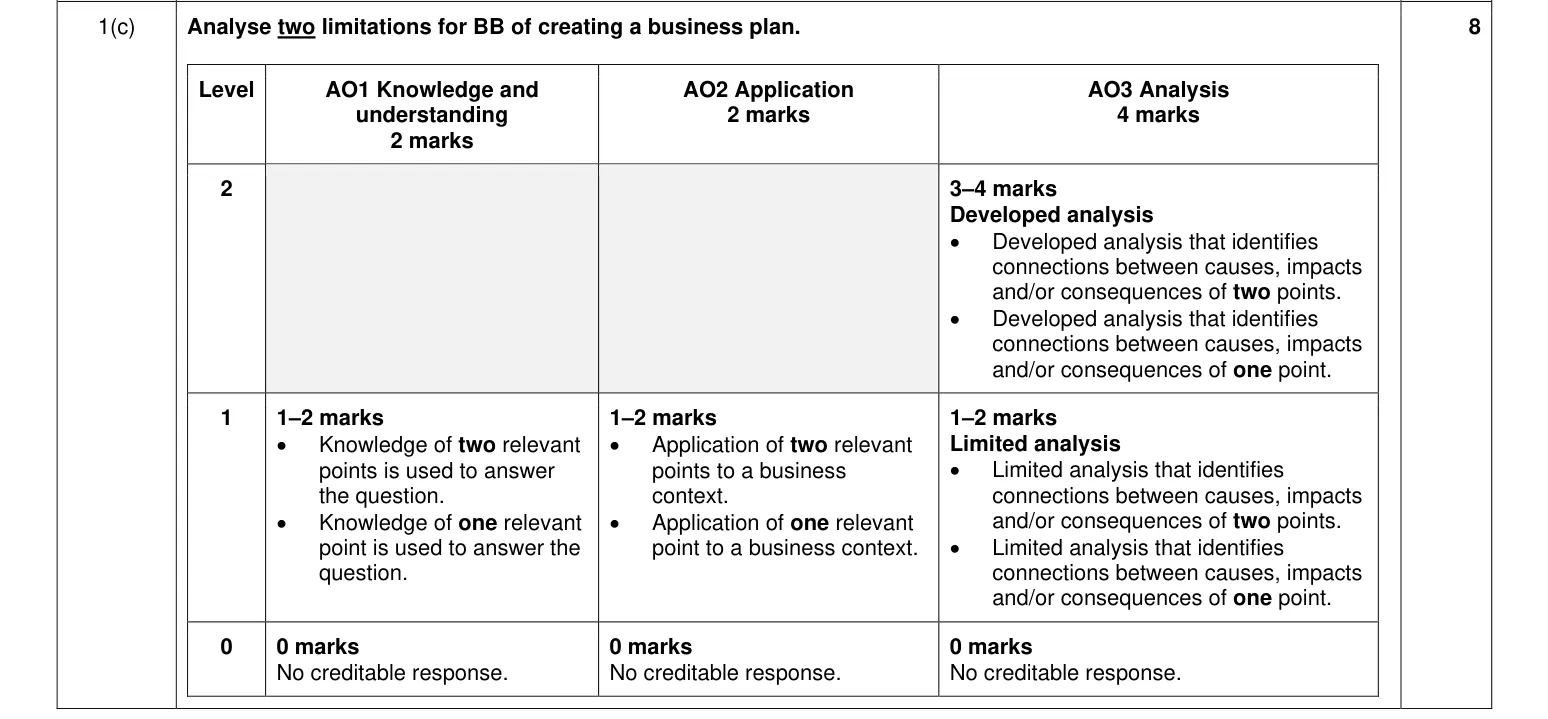 1(c) Analyse two limitations for BB of creating a business plan. 8
Level AO1 Knowledge and AO2 Application AO3 Analysis
understanding 2 marks 4 marks
2 marks
2 3–4 marks
Developed analysis
• Developed analysis that identifies
connections between causes, impacts
and/or consequences of two points.
• Developed analysis that identifies
connections between causes, impacts
and/or consequences of one point.
1 1–2 marks 1–2 marks 1–2 marks
• Knowledge of two relevant • Application of two relevant Limited analysis
points is used to answer points to a business • Limited analysis that identifies
the question. context. connections between causes, impacts
• Knowledge of one relevant • Application of one relevant and/or consequences of two points.
point is used to answer the point to a business context. • Limited analysis that identifies
question. connections between causes, impacts
and/or consequences of one point.
0 0 marks 0 marks 0 marks
No creditable response. No creditable response. No creditable response.